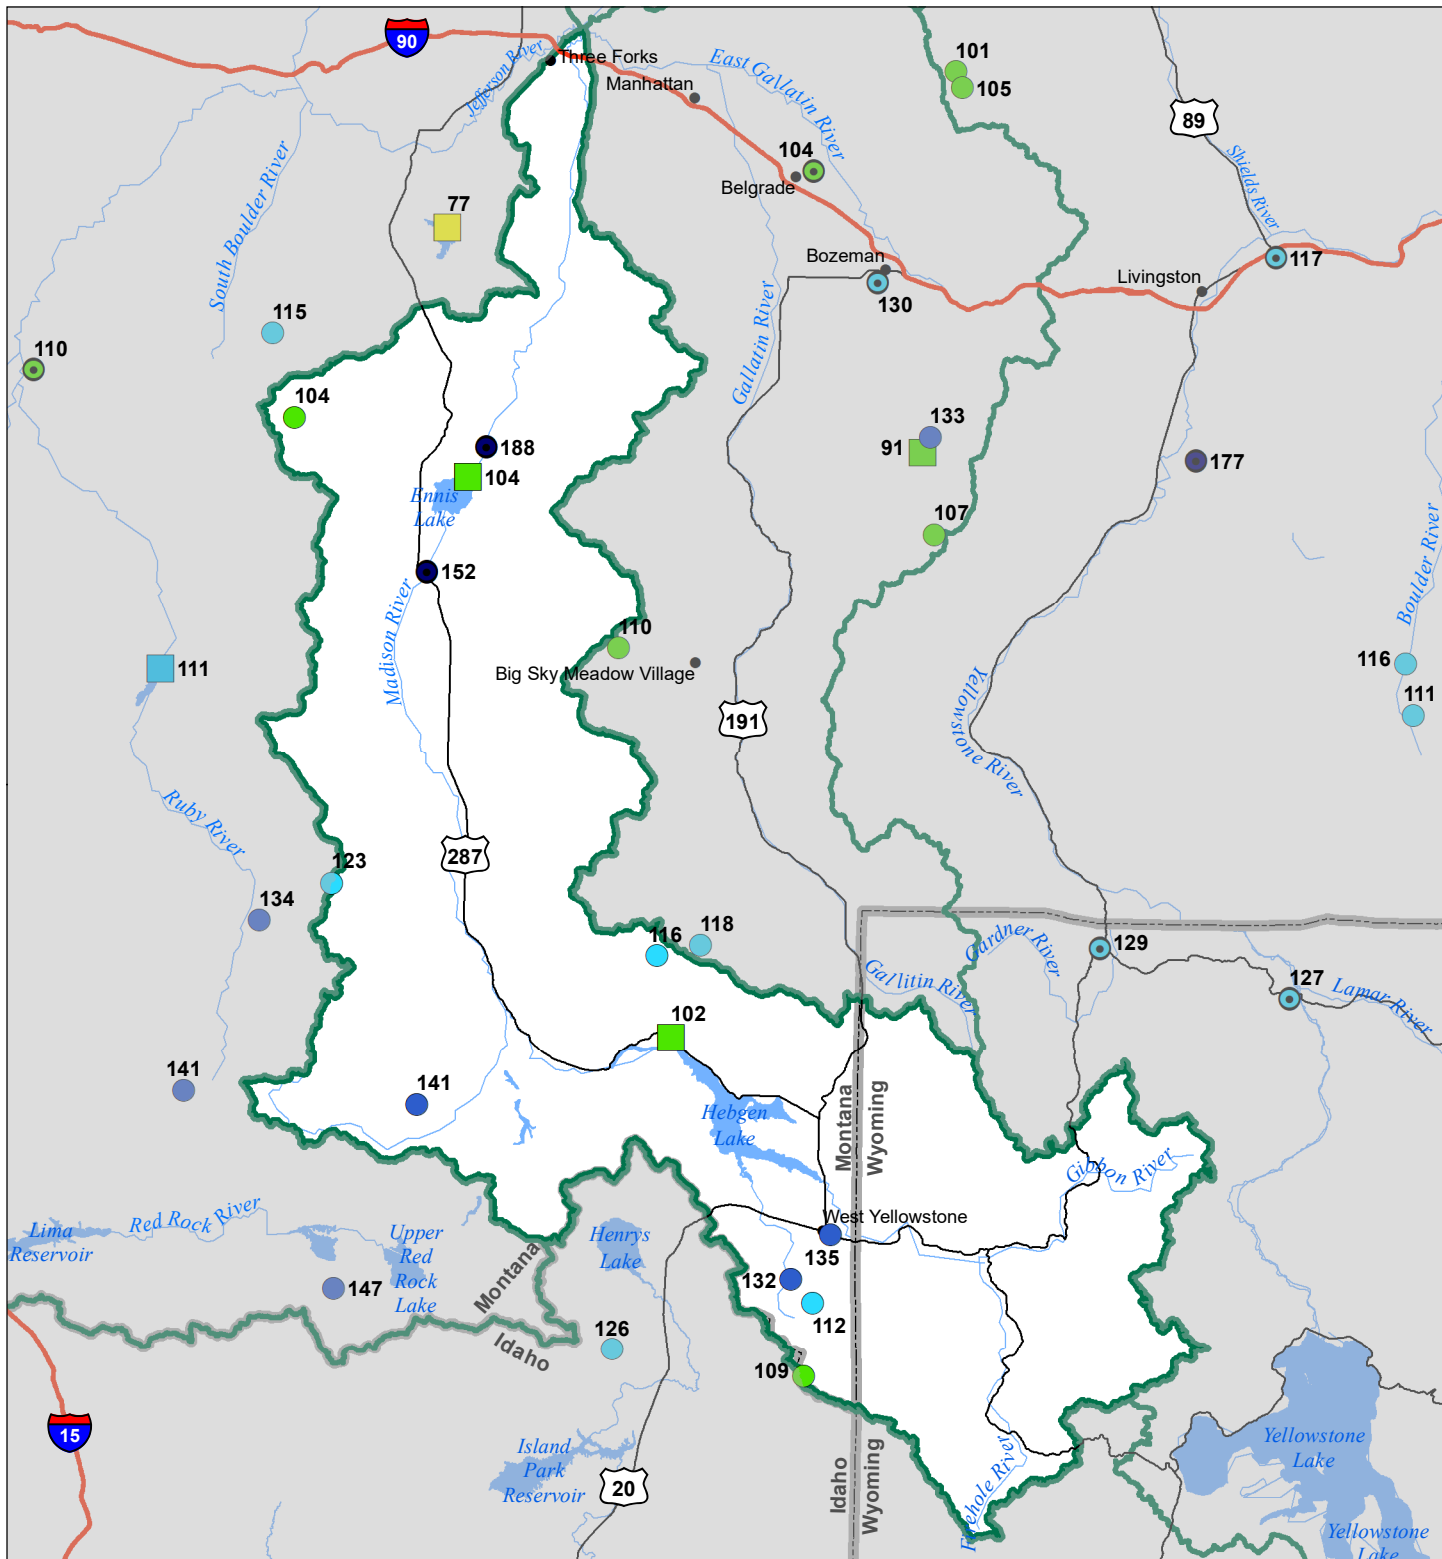 90
Three Forks
Jefferson River
Manhattan
East Gallatin River
101
105
89
104
Belgrade
Shields River
South Boulder River
77
Bozeman
130
Livingston
117
115
110
104
Gallatin River
188
104
Ennis
Lake
133
91
177
107
152
Madison River
Boulder River
110
Big Sky Meadow Village
111
116
111
191
Yellowstone River
Ruby River
287
123
134
116
118
Gallitin River
Gardner River
129
127
Lamar River
102
141
141
Hebgen
Lake
Montana
Wyoming
Gibbon River
Lima
Reservoir
Red Rock River
Upper
Red
Rock
Lake
Henrys
Lake
West Yellowstone
135
132
112
147
Montana
Idaho
126
109
15
Island
Park
Reservoir
20
Idaho
Wyoming
Firehole River
Yellowstone
Lake
Yellowstone
Lake